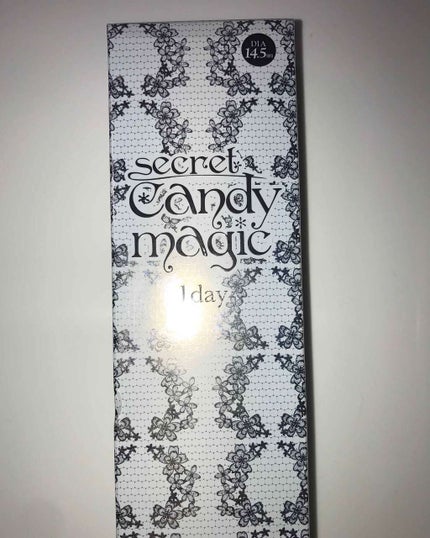 DIA
14.5mm
secret
Candy
magic
1day